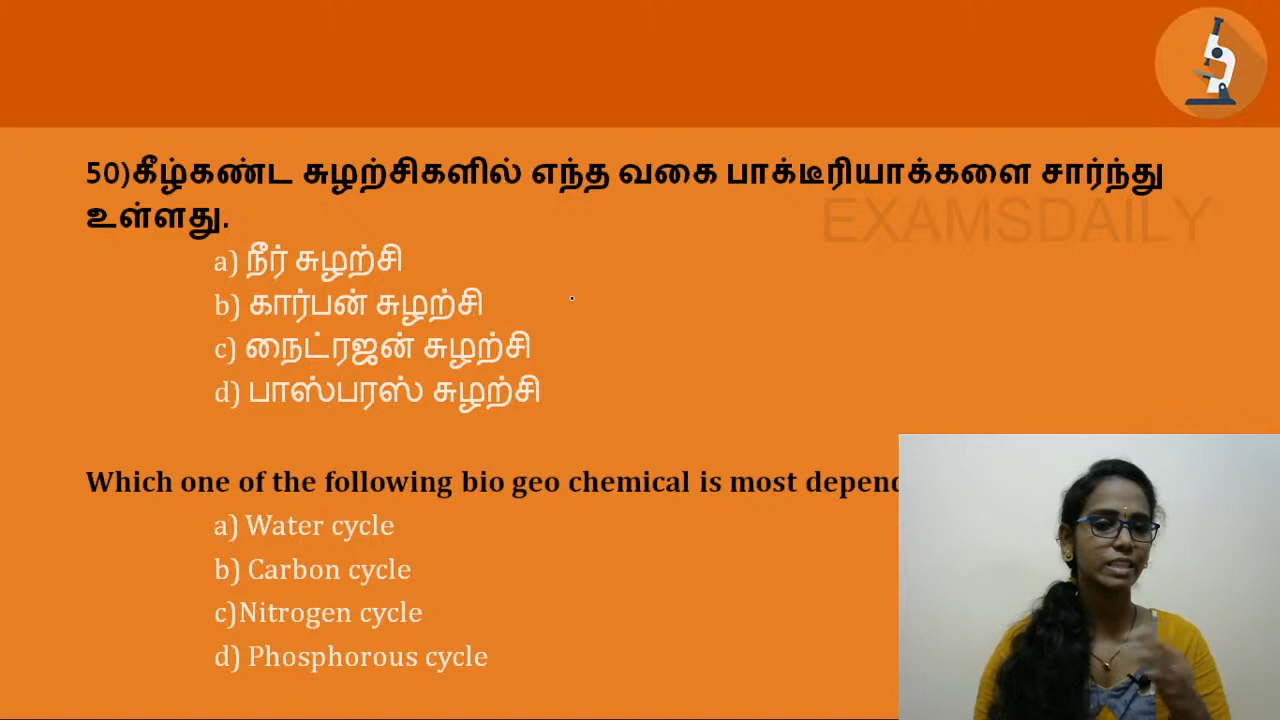 50)கீழ்கண்ட சுழற்சிகளில் எந்த வகை பாக்டீரியாக்களை சார்ந்து
உள்ளது.
EXAMSDAILY
a) நீர் சுழற்சி
b) கார்பன் சுழற்சி
c) நைட்ரஜன் சுழற்சி
d) பாஸ்பரஸ் சுழற்சி
Which one of the following bio geo chemical is most
a) Water cycle
b) Carbon cycle
c)Nitrogen cycle
d) Phosphorous cycle